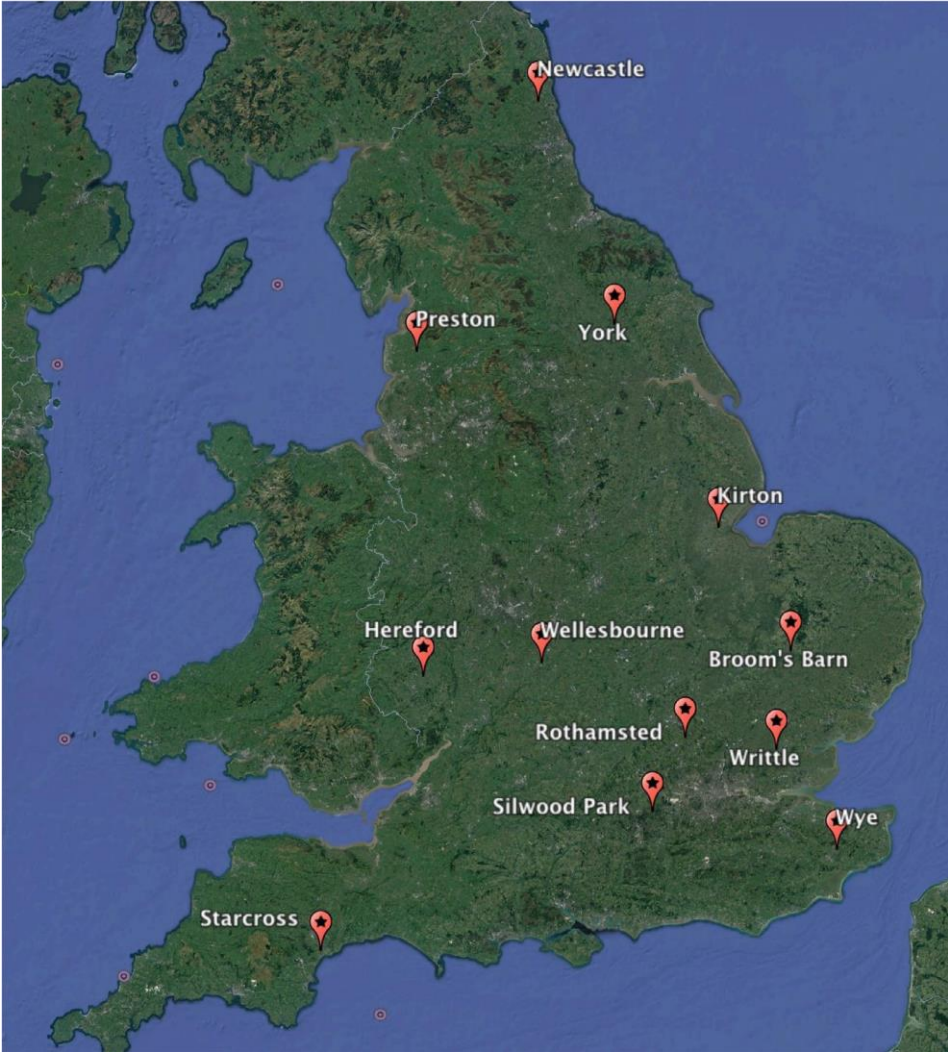 Newcastle
Preston
York
Kirton
Hereford
Wellesbourne
Broom's Barn
Rothamsted
Writtle
Silwood Park
Wye
Starcross